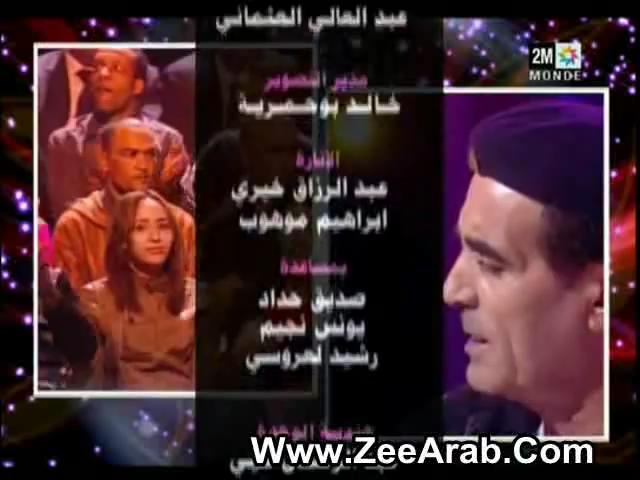 عبد العالي العثماني
2M
MONDE
مدير التصوير
خالد بوحمرية
الإنارة
عبد الرزاق خيري
ابراهيم موهوب
بمساعدة
صديق حداد
يونس نجيم
رشيد لعروسي
Www.ZeeArab.Com